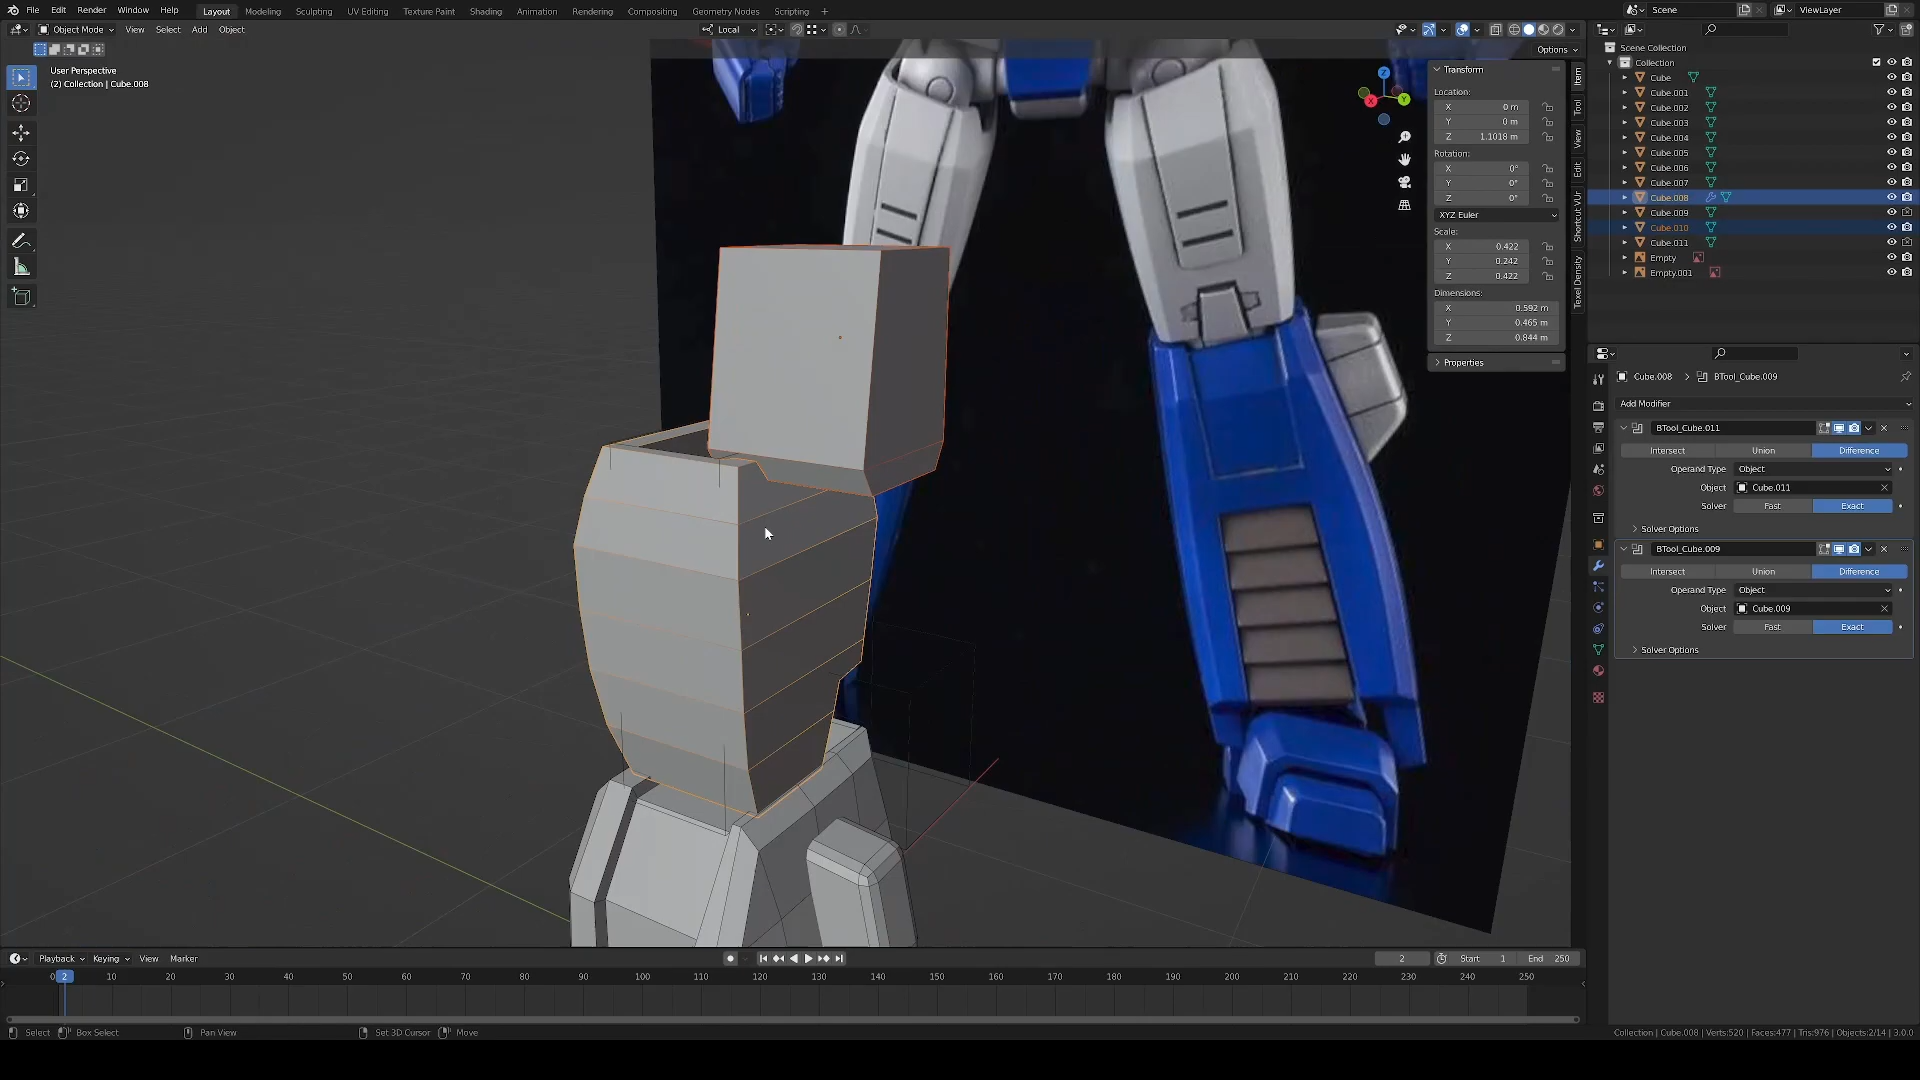 File Edit Render Window Help Layout Modeling Sculpting UV Editing Texture Paint Shading Animation Rendering Compositing Geometry Nodes Scripting + Scene ViewLayer
Object Mode View Select Add Object Local
Options
User Perspective
(2) Collection | Cube.008
Transform
Location:
X 0 m
Y 0 m
Z 1.1018 m
Rotation:
X 0°
Y 0°
Z 0°
XYZ Euler
Scale:
X 0.422
Y 0.242
Z 0.422
Dimensions:
X 0.592 m
Y 0.465 m
Z 0.844 m
Properties
Item
Tool
View
Edit
Shortcut VUr
Texel Density
Z
X
Y
Scene Collection
Collection
Cube
Cube.001
Cube.002
Cube.003
Cube.004
Cube.005
Cube.006
Cube.007
Cube.008
Cube.009
Cube.010
Cube.011
Empty
Empty.001
Cube.008 > BTool_Cube.009
Add Modifier
BTool_Cube.011
Intersect Union Difference
Operand Type Object
Object Cube.011
Solver Fast Exact
Solver Options
BTool_Cube.009
Intersect Union Difference
Operand Type Object
Object Cube.009
Solver Fast Exact
Solver Options
Playback Keying View Marker 2 Start 1 End 250
0 2 10 20 30 40 50 60 70 80 90 100 110 120 130 140 150 160 170 180 190 200 210 220 230 240 250
Select Box Select Pan View Set 3D Cursor Move Collection | Cube.008 | Verts:520 | Faces:477 | Tris:976 | Objects:2/14 | 3.0.0